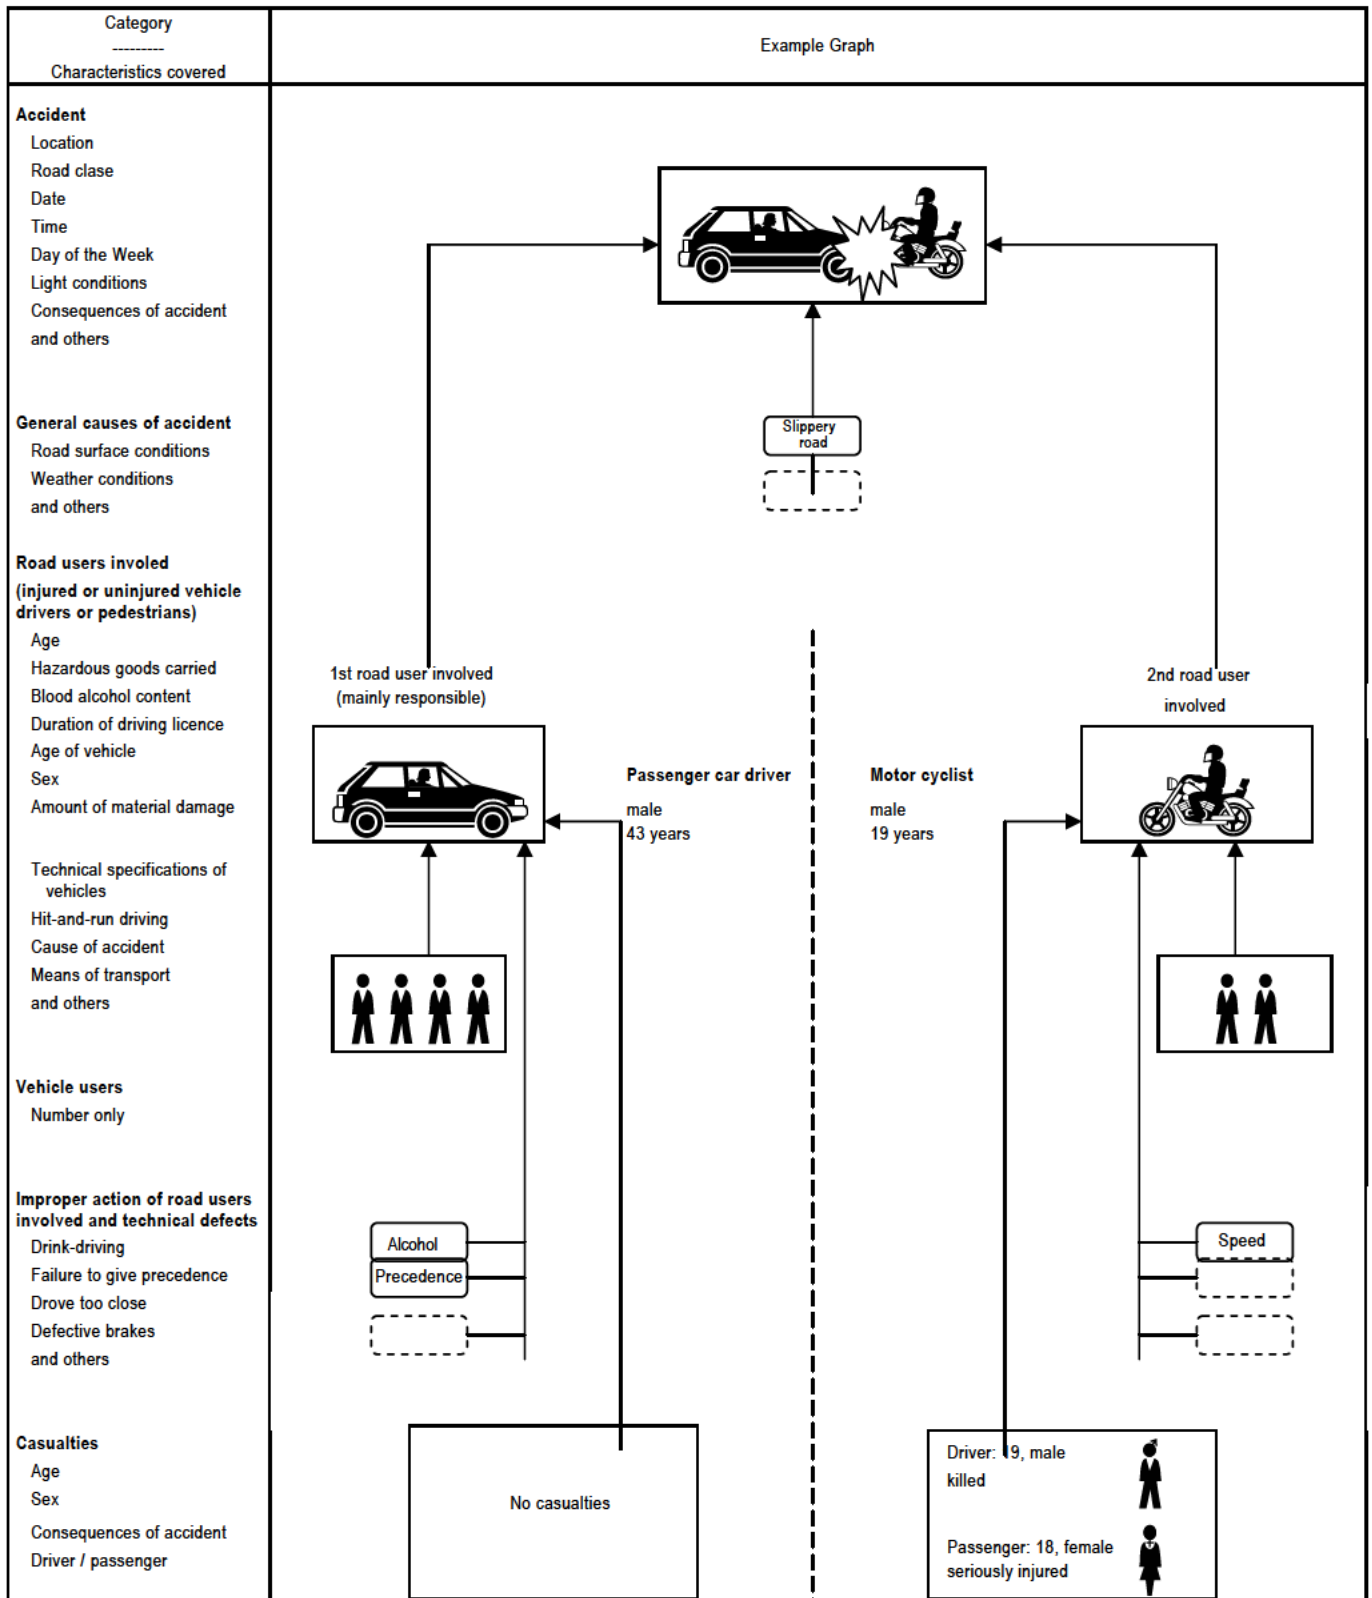 Category
---------
Characteristics covered
Example Graph
Accident
Location
Road clase
Date
Time
Day of the Week
Light conditions
Consequences of accident
and others
General causes of accident
Road surface conditions
Weather conditions
and others
Slippery
road
Road users involed
(injured or uninjured vehicle
drivers or pedestrians)
Age
Hazardous goods carried
Blood alcohol content
Duration of driving licence
Age of vehicle
Sex
Amount of material damage
Technical specifications of
vehicles
Hit-and-run driving
Cause of accident
Means of transport
and others
1st road user involved
(mainly responsible)
Passenger car driver
male
43 years
Motor cyclist
male
19 years
2nd road user
involved
Vehicle users
Number only
Improper action of road users
involved and technical defects
Drink-driving
Failure to give precedence
Drove too close
Defective brakes
and others
Alcohol
Precedence
Speed
Casualties
Age
Sex
Consequences of accident
Driver / passenger
No casualties
Driver: 19, male
killed
Passenger: 18, female
seriously injured